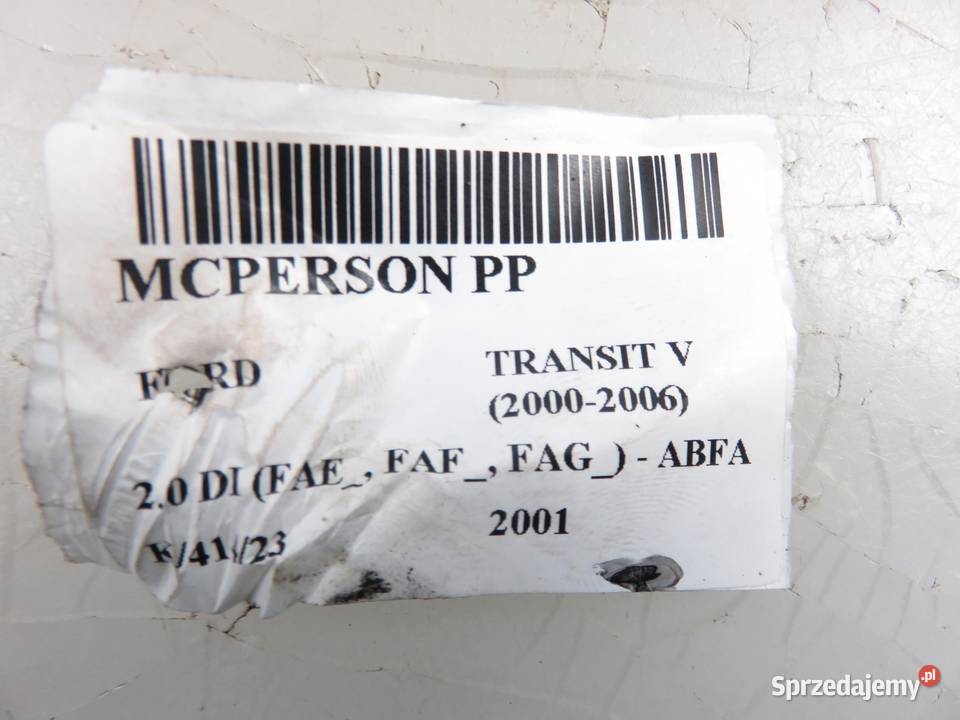 MCPERSON PP
FORD
TRANSIT V
(2000-2006)
2.0 DI (FAE_, FAF_, FAG_) - ABFA
2001
Sprzedajemy.pl